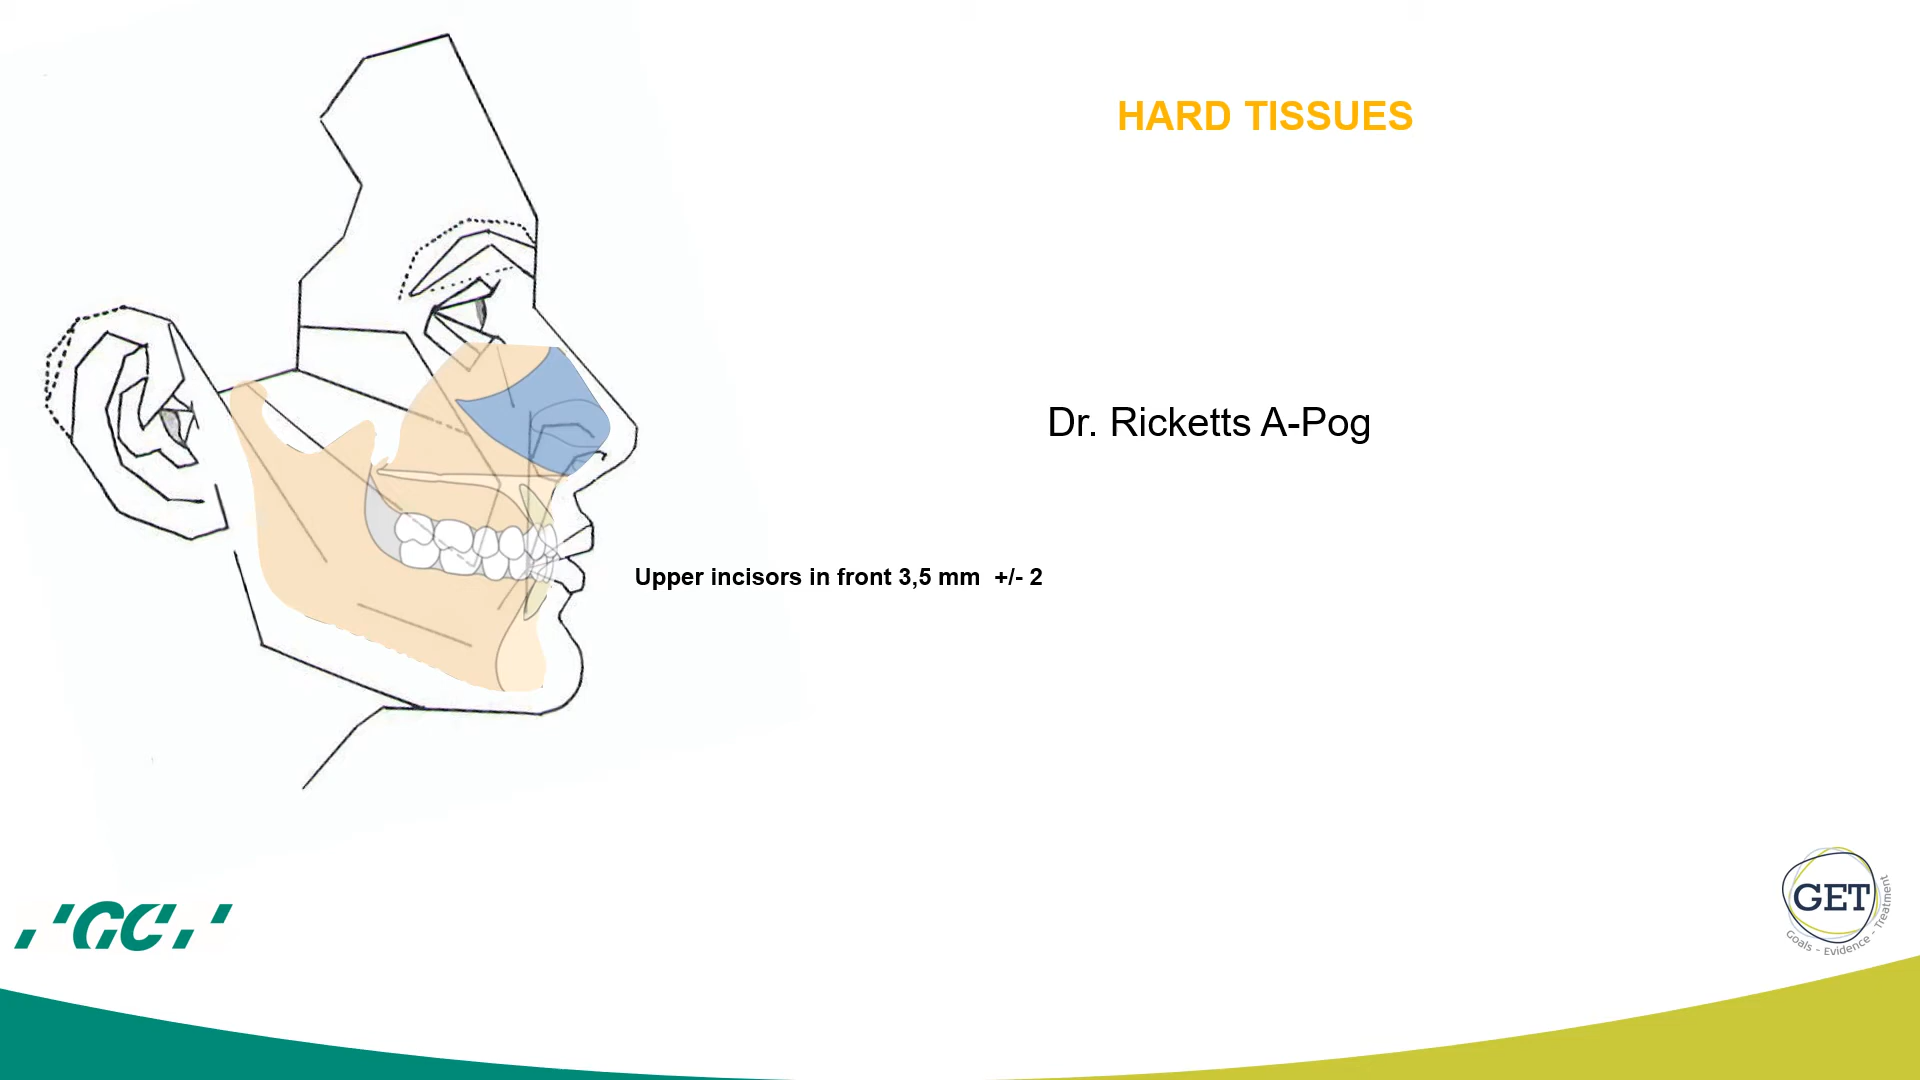 HARD TISSUES
Dr. Ricketts A-Pog
Upper incisors in front 3,5 mm  +/- 2
GC
GET
Goals - Evidence - Treatment